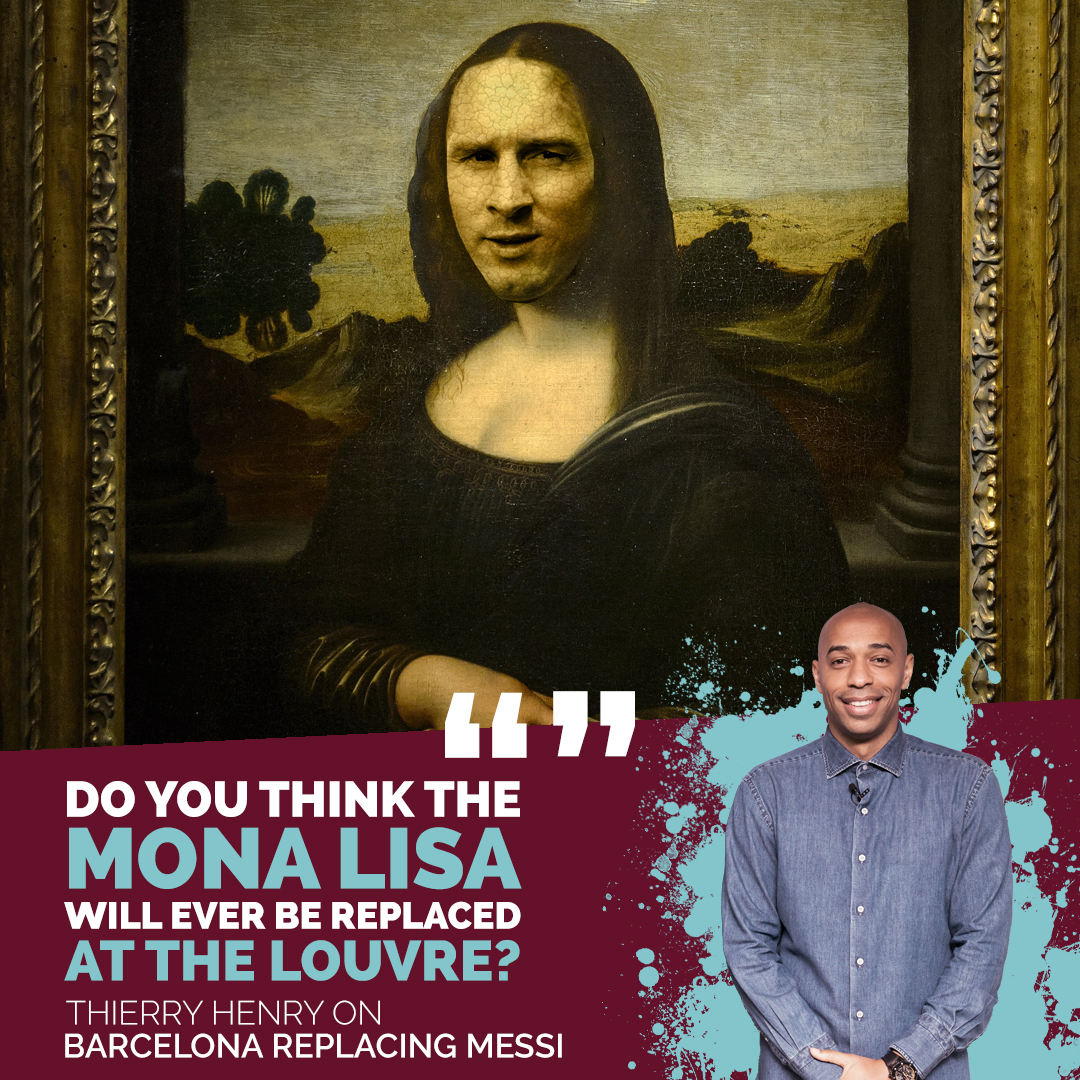 “ ”
DO YOU THINK THE
MONA LISA
WILL EVER BE REPLACED
AT THE LOUVRE?
THIERRY HENRY ON
BARCELONA REPLACING MESSI